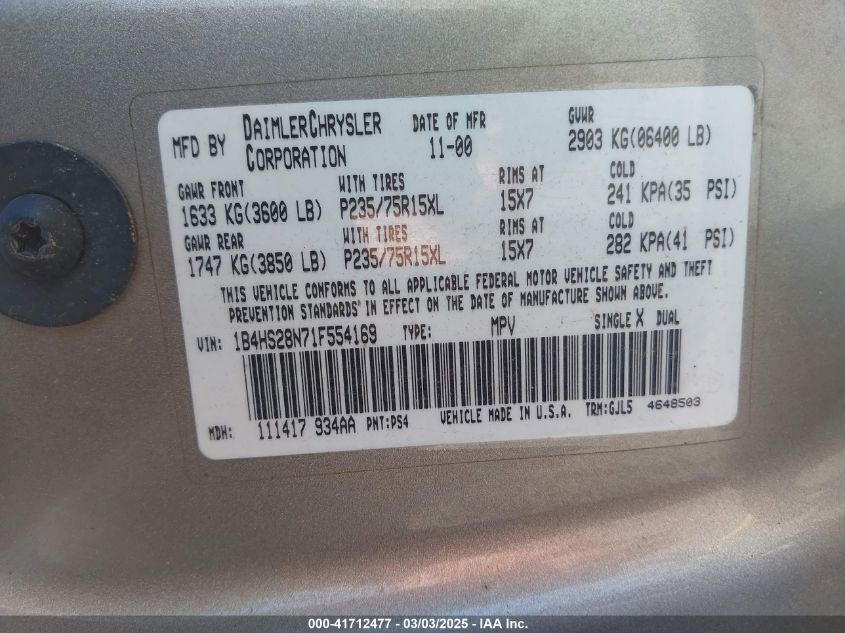 MFD BY DAIMLERCHRYSLER CORPORATION DATE OF MFR 11-00 GVWR 2903 KG(06400 LB)
GAWR FRONT WITH TIRES RIMS AT COLD
1633 KG(3600 LB) P235/75R15XL 15X7 241 KPA(35 PSI)
GAWR REAR WITH TIRES RIMS AT COLD
1747 KG(3850 LB) P235/75R15XL 15X7 282 KPA(41 PSI)
THIS VEHICLE CONFORMS TO ALL APPLICABLE FEDERAL MOTOR VEHICLE SAFETY AND THEFT
PREVENTION STANDARDS IN EFFECT ON THE DATE OF MANUFACTURE SHOWN ABOVE.
VIN: 1B4HS28N71F554169 TYPE: MPV SINGLE X DUAL
MDH: 111417 934AA PNT:PS4 VEHICLE MADE IN U.S.A. TRM:GJL5 4648503
000-41712477 - 03/03/2025 - IAA Inc.